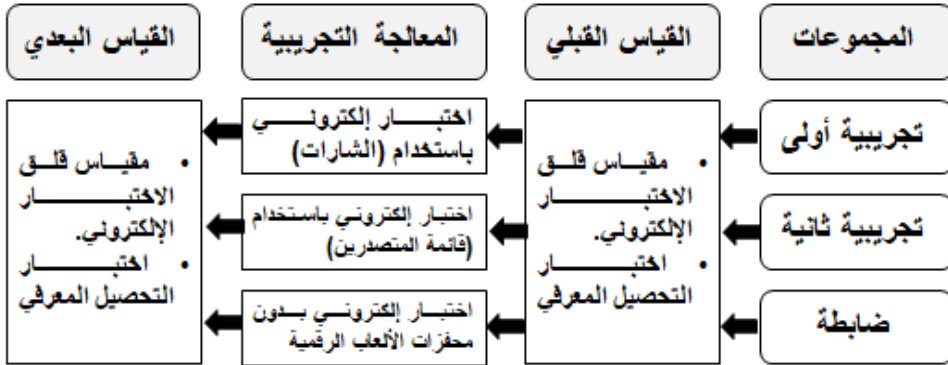 المجموعات
القياس القبلي
المعالجة التجريبية
القياس البعدي
تجريبية أولى
تجريبية ثانية
ضابطة
• مقياس قلق
الاختبار
الإلكتروني.
• اختبار
التحصيل المعرفي
اختبار إلكتروني
باستخدام (الشارات)
اختبار إلكتروني باستخدام
(قائمة المتصدرين)
اختبار إلكتروني بدون
محفزات الألعاب الرقمية
• مقياس قلق
الاختبار
الإلكتروني.
• اختبار
التحصيل المعرفي